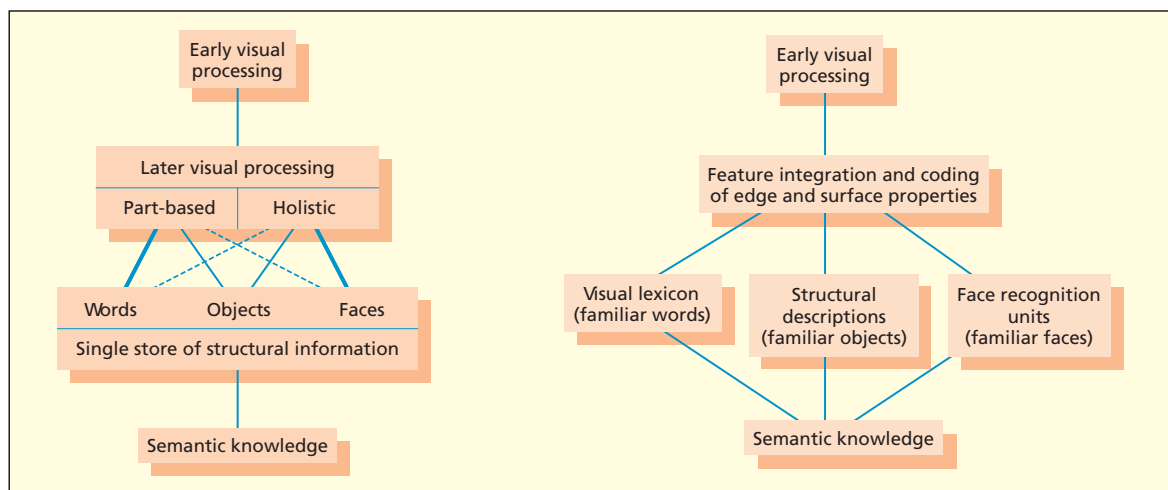 Early visual
processing
Later visual processing
Part-based
Holistic
Words
Objects
Faces
Single store of structural information
Semantic knowledge
Early visual
processing
Feature integration and coding
of edge and surface properties
Visual lexicon
(familiar words)
Structural
descriptions
(familiar objects)
Face recognition
units
(familiar faces)
Semantic knowledge